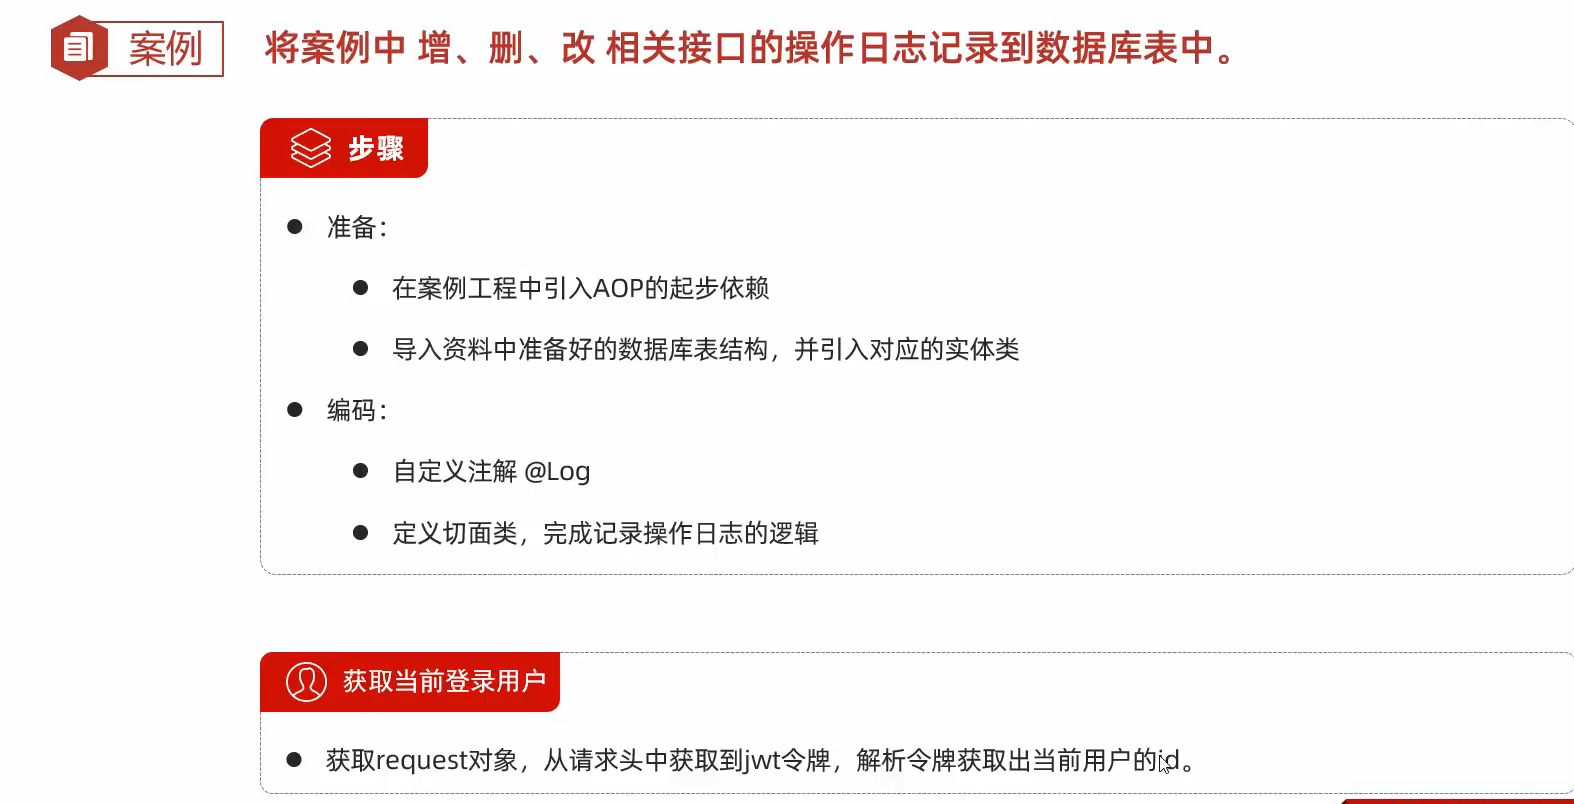 案例
将案例中 增、删、改 相关接口的操作日志记录到数据库表中。
步骤
准备：
在案例工程中引入AOP的起步依赖
导入资料中准备好的数据库表结构，并引入对应的实体类
编码：
自定义注解 @Log
定义切面类，完成记录操作日志的逻辑
获取当前登录用户
获取request对象，从请求头中获取到jwt令牌，解析令牌获取出当前用户的id。